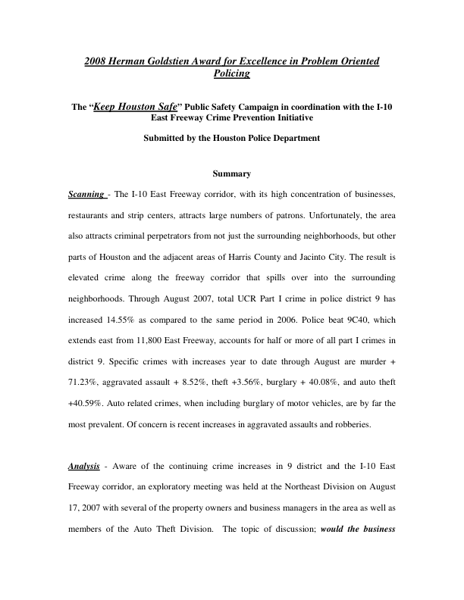 2008 Herman Goldstien Award for Excellence in Problem Oriented
Policing
The “Keep Houston Safe” Public Safety Campaign in coordination with the I-10
East Freeway Crime Prevention Initiative
Submitted by the Houston Police Department
Summary
Scanning - The I-10 East Freeway corridor, with its high concentration of businesses,
restaurants and strip centers, attracts large numbers of patrons. Unfortunately, the area
also attracts criminal perpetrators from not just the surrounding neighborhoods, but other
parts of Houston and the adjacent areas of Harris County and Jacinto City. The result is
elevated crime along the freeway corridor that spills over into the surrounding
neighborhoods. Through August 2007, total UCR Part I crime in police district 9 has
increased 14.55% as compared to the same period in 2006. Police beat 9C40, which
extends east from 11,800 East Freeway, accounts for half or more of all part I crimes in
district 9. Specific crimes with increases year to date through August are murder +
71.23%, aggravated assault + 8.52%, theft +3.56%, burglary + 40.08%, and auto theft
+40.59%. Auto related crimes, when including burglary of motor vehicles, are by far the
most prevalent. Of concern is recent increases in aggravated assaults and robberies.
Analysis - Aware of the continuing crime increases in 9 district and the I-10 East
Freeway corridor, an exploratory meeting was held at the Northeast Division on August
17, 2007 with several of the property owners and business managers in the area as well as
members of the Auto Theft Division. The topic of discussion; would the business